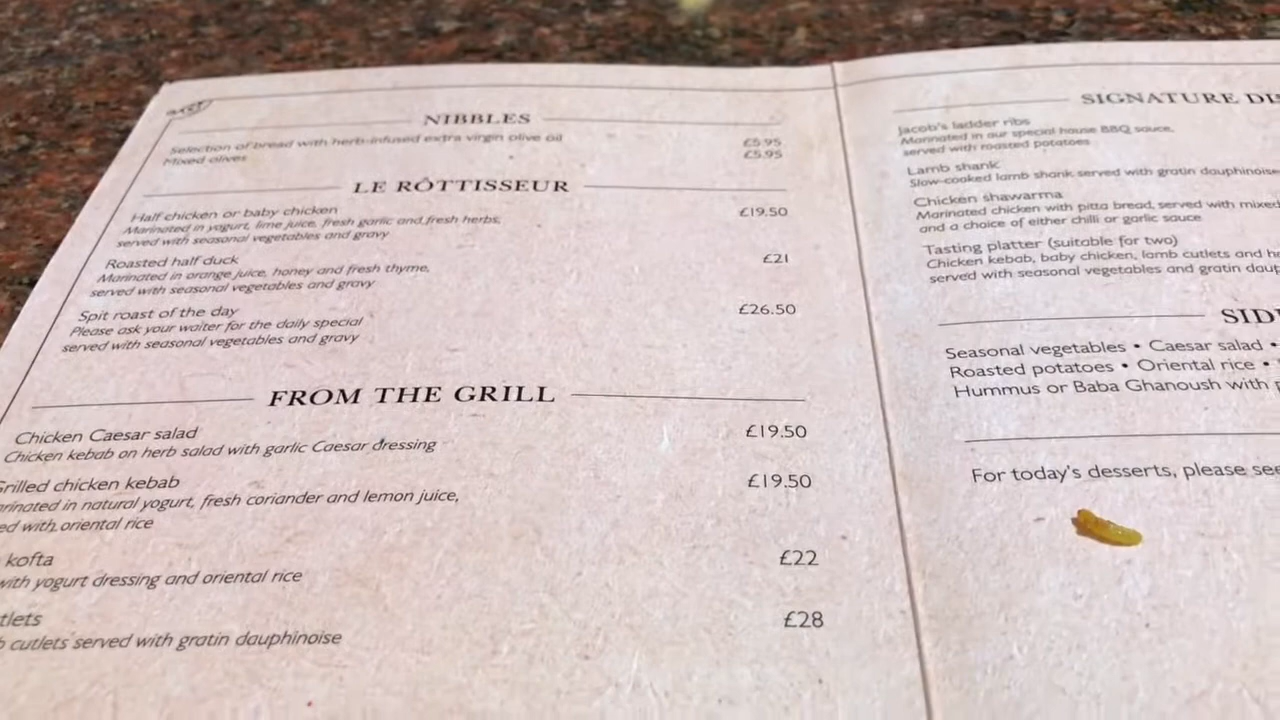 NIBBLES
Selection of bread with herb-infused extra virgin olive oil £5.95
Mixed olives £5.95
LE RÔTTISSEUR
Half chicken or baby chicken £19.50
Marinated in yogurt, lime juice, fresh garlic and fresh herbs,
served with seasonal vegetables and gravy
Roasted half duck £21
Marinated in orange juice, honey and fresh thyme,
served with seasonal vegetables and gravy
Spit roast of the day £26.50
Please ask your waiter for the daily special
served with seasonal vegetables and gravy
FROM THE GRILL
Chicken Caesar salad £19.50
Chicken kebab on herb salad with garlic Caesar dressing
Grilled chicken kebab £19.50
in natural yogurt, fresh coriander and lemon juice,
with oriental rice
kofta £22
with yogurt dressing and oriental rice
£28
cutlets served with gratin dauphinoise
SIGNATURE
Jacob's ladder ribs
Marinated in our special house BBQ sauce,
served with roasted potatoes
Lamb shank
Slow-cooked lamb shank served with gratin dauphinoise
Chicken shawarma
Marinated chicken with pitta bread, served with mixed
and a choice of either chilli or garlic sauce
Tasting platter (suitable for two)
Chicken kebab, baby chicken, lamb cutlets and
served with seasonal vegetables and gratin
Seasonal vegetables • Caesar salad •
Roasted potatoes • Oriental rice •
Hummus or Baba Ghanoush with
For today's desserts, please see